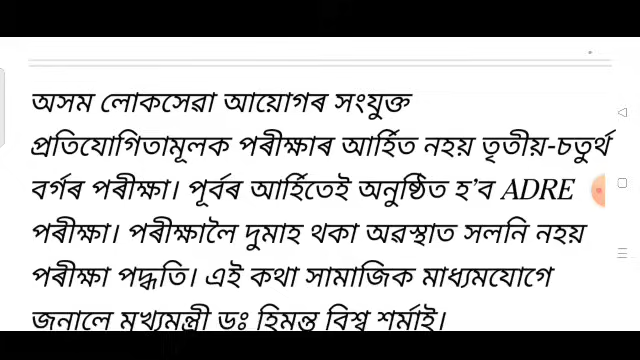 অসম লোকসেৱা আয়োগৰ সংযুক্ত
প্ৰতিযোগিতামূলক পৰীক্ষাৰ আৰ্হিত নহয় তৃতীয়-চতুৰ্থ
বৰ্গৰ পৰীক্ষা। পূৰ্বৰ আৰ্হিতেই অনুষ্ঠিত হ’ব ADRE
পৰীক্ষা। পৰীক্ষালৈ দুমাহ থকা অৱস্থাত সলনি নহয়
পৰীক্ষা পদ্ধতি। এই কথা সামাজিক মাধ্যমযোগে
জনালে মুখ্যমন্ত্ৰী ডঃ হিমন্ত বিশ্ব শৰ্মাই।